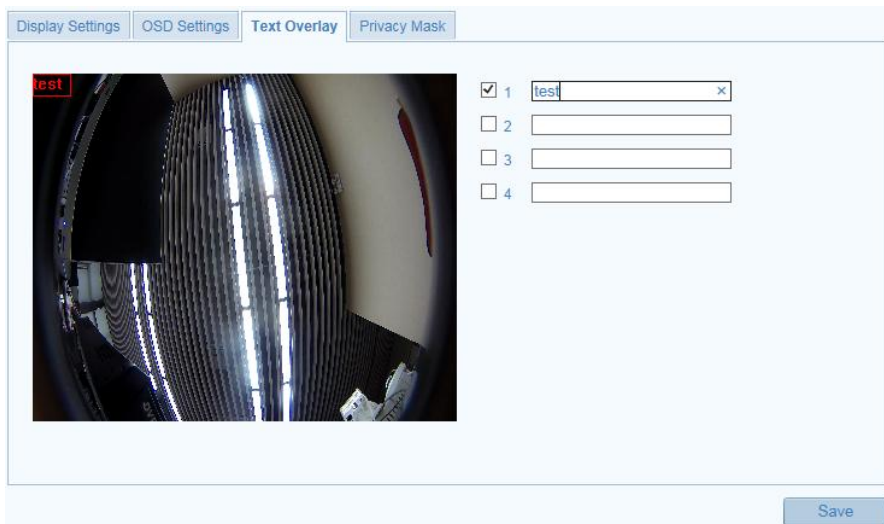 Display Settings OSD Settings Text Overlay Privacy Mask
test
1 test ×
2
3
4
Save